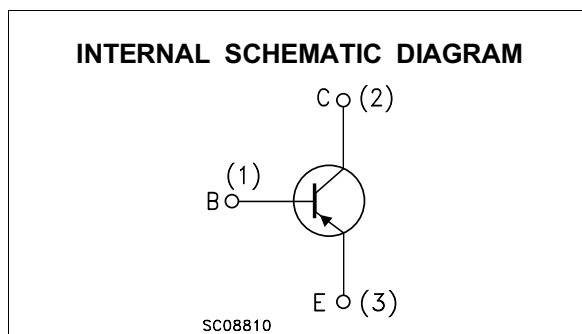 INTERNAL SCHEMATIC DIAGRAM
C (2)
(1)
B
E (3)
SC08810